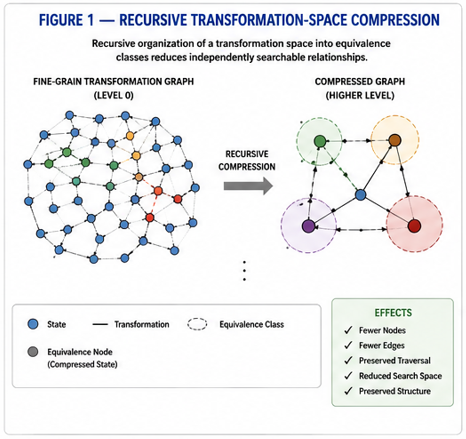 FIGURE 1 — RECURSIVE TRANSFORMATION-SPACE COMPRESSION
Recursive organization of a transformation space into equivalence
classes reduces independently searchable relationships.
FINE-GRAIN TRANSFORMATION GRAPH
(LEVEL 0)
COMPRESSED GRAPH
(HIGHER LEVEL)
RECURSIVE
COMPRESSION
State
Transformation
Equivalence Class
Equivalence Node
(Compressed State)
EFFECTS
✓ Fewer Nodes
✓ Fewer Edges
✓ Preserved Traversal
✓ Reduced Search Space
✓ Preserved Structure